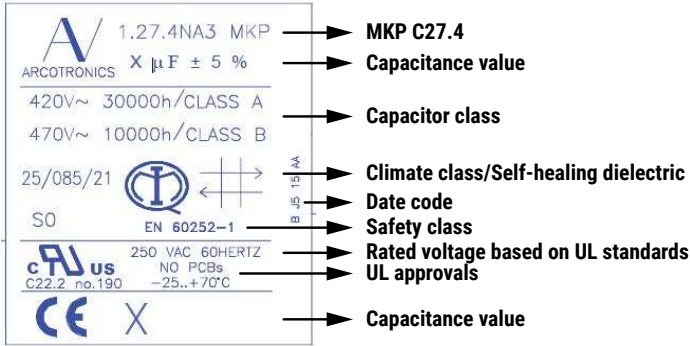 1.27.4NA3 MKP
MKP C27.4
ARCOTRONICS
X µF ± 5 %
Capacitance value
420V~ 30000h/CLASS A
470V~ 10000h/CLASS B
Capacitor class
25/085/21
Climate class/Self-healing dielectric
B J5 15 AA
Date code
S0
EN 60252-1
Safety class
c UL us
250 VAC 60HERTZ
Rated voltage based on UL standards
C22.2 no.190
NO PCBs
-25..+70°C
UL approvals
CE X
Capacitance value